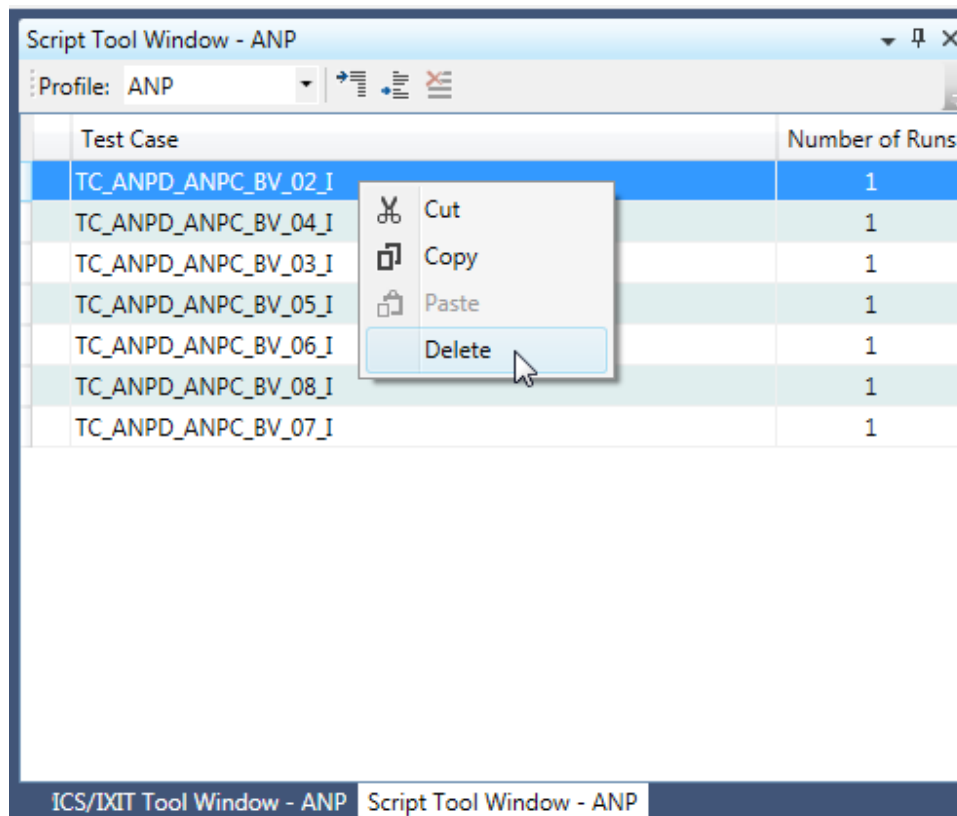 Script Tool Window - ANP
Profile: ANP
Test Case Number of Runs
TC_ANPD_ANPC_BV_02_I 1
TC_ANPD_ANPC_BV_04_I 1
TC_ANPD_ANPC_BV_03_I 1
TC_ANPD_ANPC_BV_05_I 1
TC_ANPD_ANPC_BV_06_I 1
TC_ANPD_ANPC_BV_08_I 1
TC_ANPD_ANPC_BV_07_I 1
Cut
Copy
Paste
Delete
ICS/IXIT Tool Window - ANP Script Tool Window - ANP